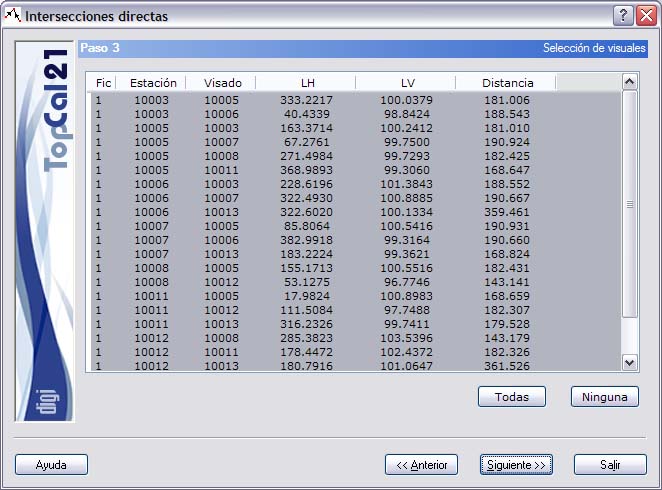 Intersecciones directas
Paso 3
Selección de visuales
TopCal 21
digi
Fic Estación Visado LH LV Distancia
1 10003 10005 333.2217 100.0379 181.006
1 10003 10006 40.4339 98.8424 188.543
1 10005 10003 163.3714 100.2412 181.010
1 10005 10007 67.2761 99.7500 190.924
1 10005 10008 271.4984 99.7293 182.425
1 10005 10011 368.9893 99.3060 168.647
1 10006 10003 228.6196 101.3843 188.552
1 10006 10007 322.4930 100.8885 190.667
1 10006 10013 322.6020 100.1334 359.461
1 10007 10005 85.8064 100.5416 190.931
1 10007 10006 382.9918 99.3164 190.660
1 10007 10013 183.2224 99.3621 168.824
1 10008 10005 155.1713 100.5516 182.431
1 10008 10012 53.1275 96.7746 143.141
1 10011 10005 17.9824 100.8983 168.659
1 10011 10012 111.5084 97.7488 182.307
1 10011 10013 316.2326 99.7411 179.528
1 10012 10008 285.3823 103.5396 143.179
1 10012 10011 178.4472 102.4372 182.326
1 10012 10013 180.7916 101.0647 361.526
Todas
Ninguna
Ayuda
<< Anterior
Siguiente >>
Salir